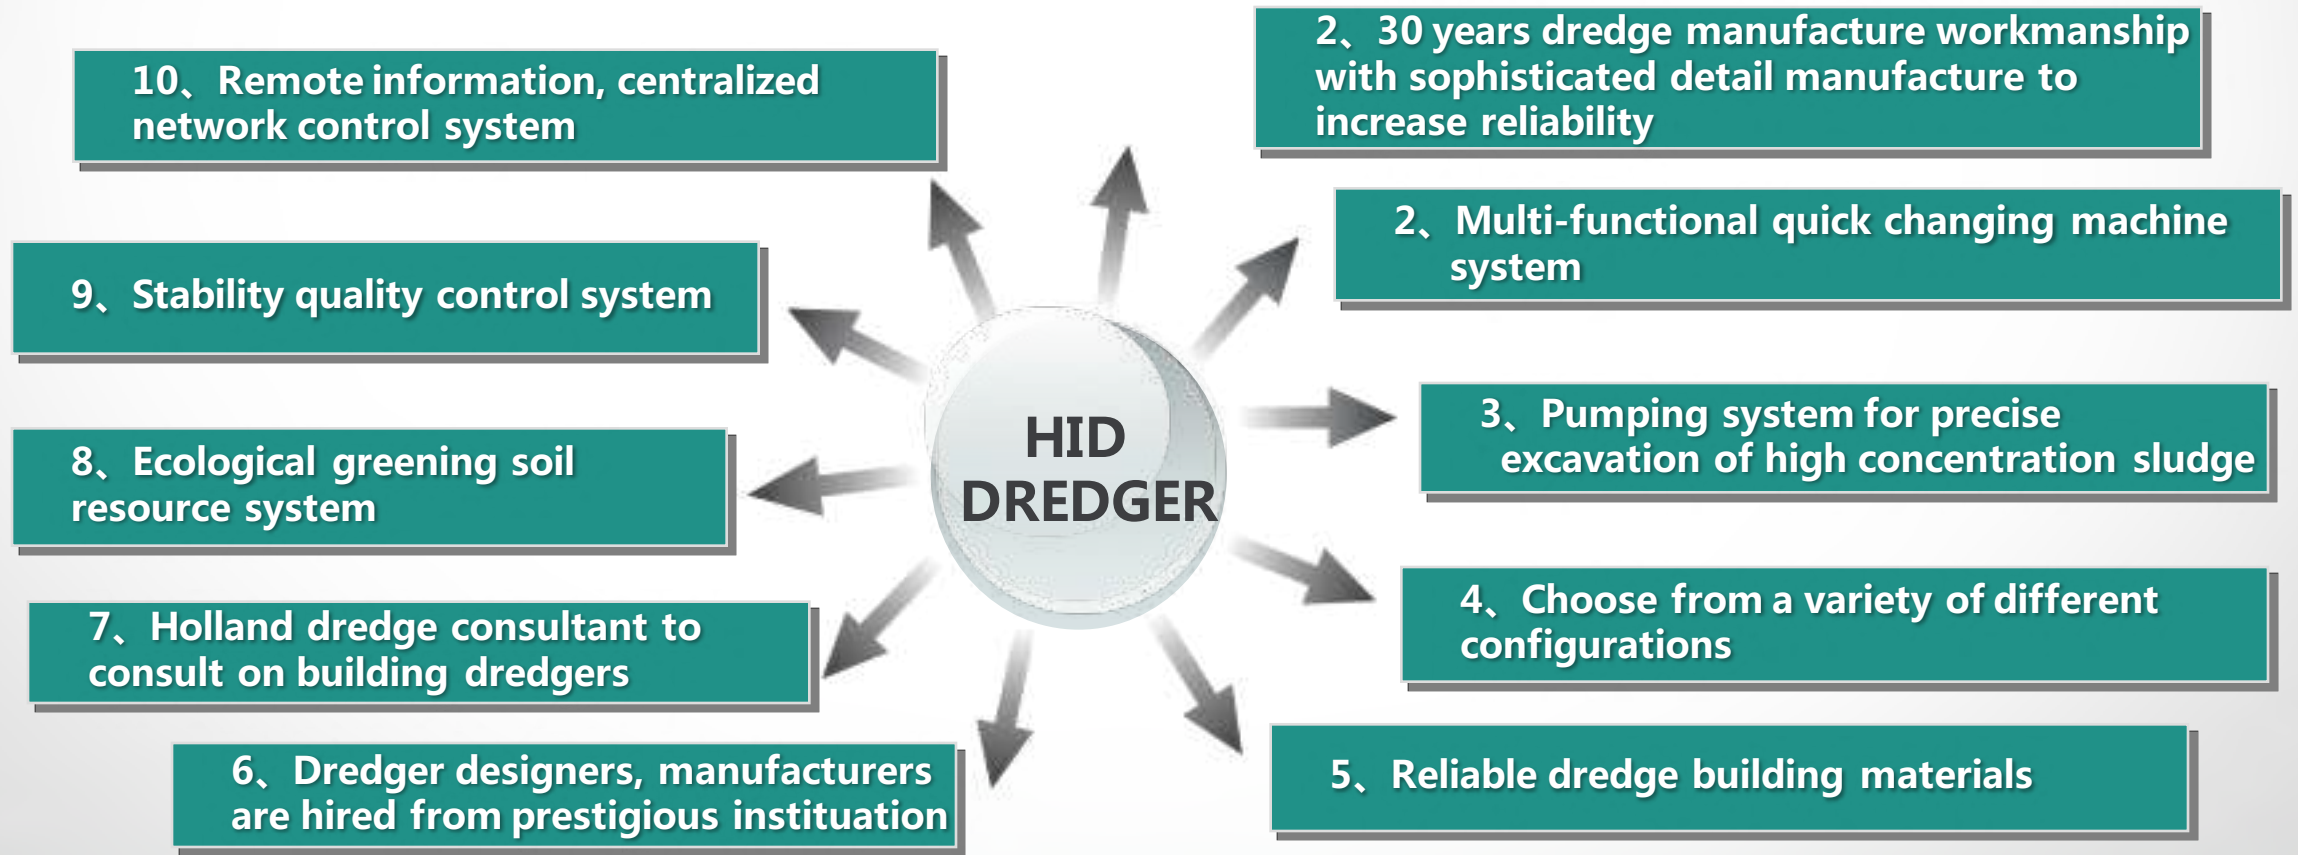 2、30 years dredge manufacture workmanship
with sophisticated detail manufacture to
increase reliability
2、Multi-functional quick changing machine
system
3、Pumping system for precise
excavation of high concentration sludge
4、Choose from a variety of different
configurations
5、Reliable dredge building materials
6、Dredger designers, manufacturers
are hired from prestigious instituation
7、Holland dredge consultant to
consult on building dredgers
8、Ecological greening soil
resource system
9、Stability quality control system
10、Remote information, centralized
network control system
HID
DREDGER